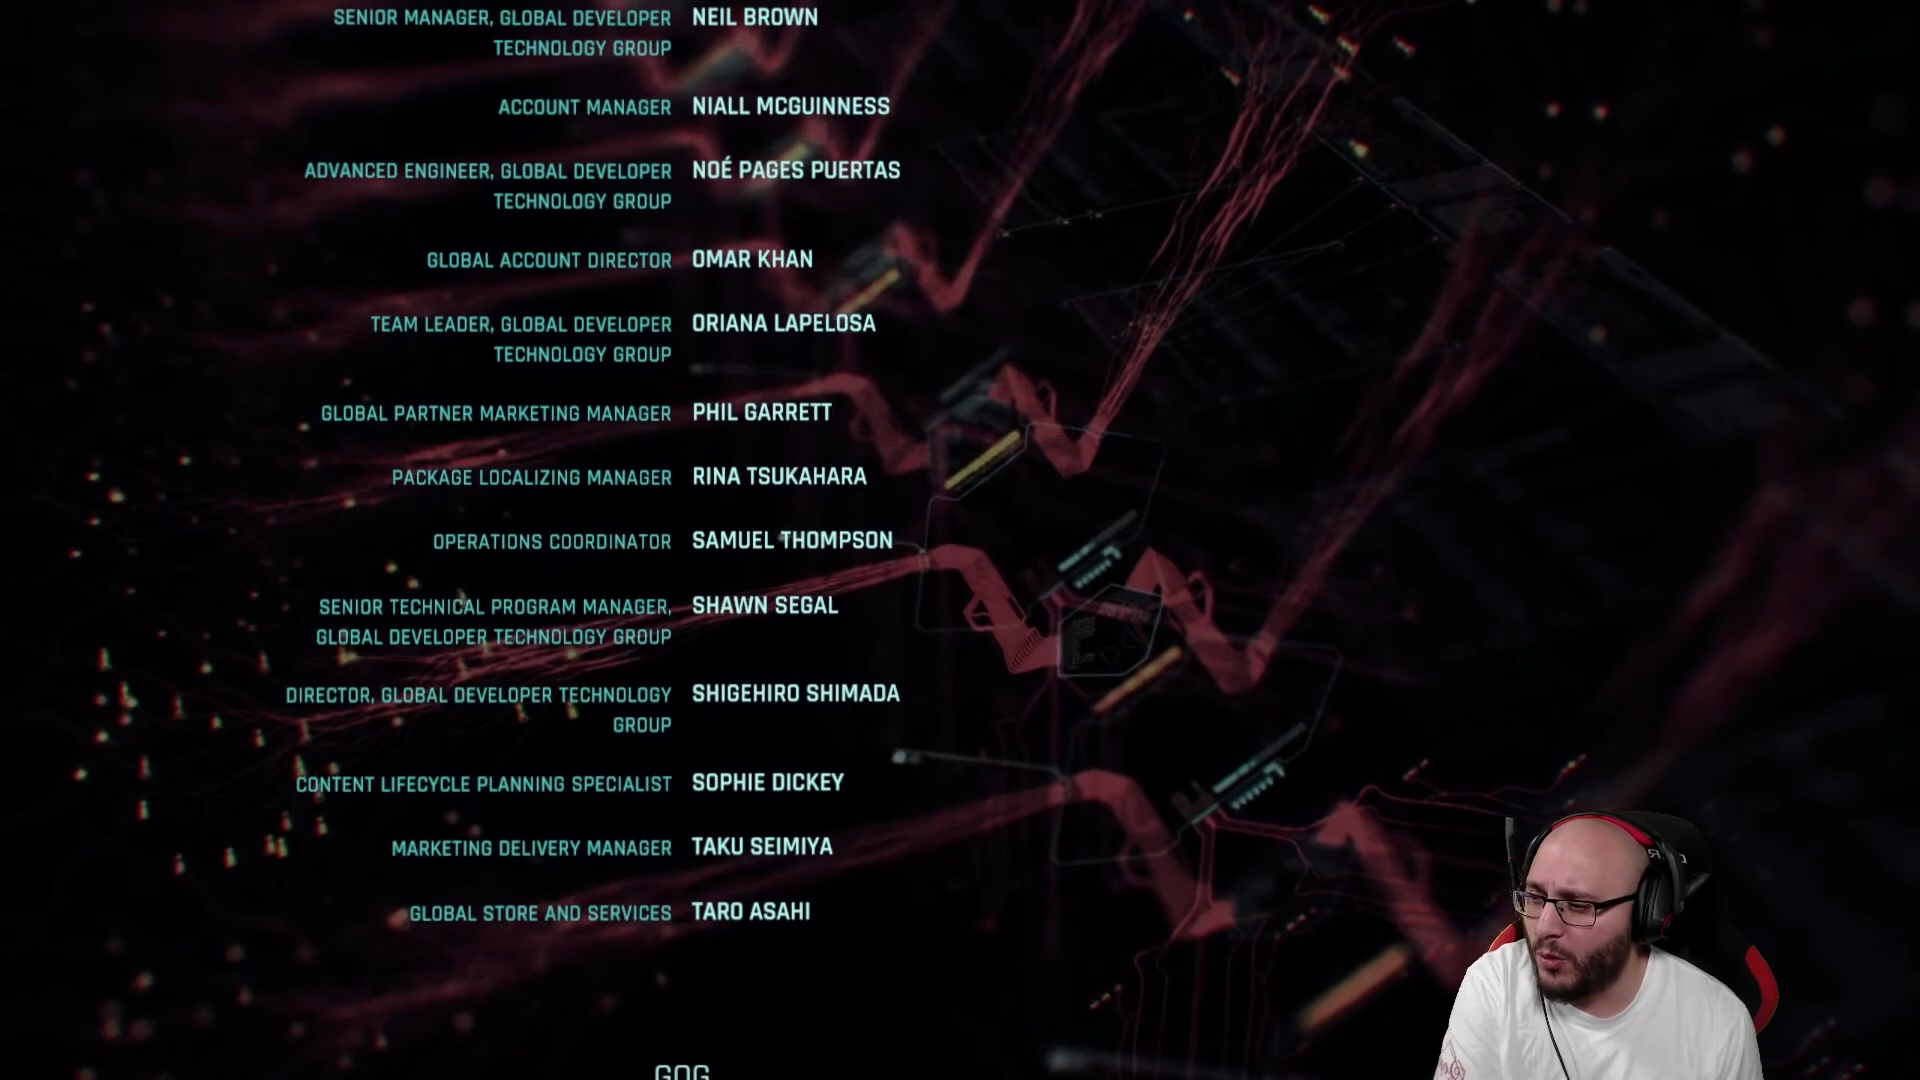 SENIOR MANAGER, GLOBAL DEVELOPER NEIL BROWN
TECHNOLOGY GROUP
ACCOUNT MANAGER NIALL MCGUINNESS
ADVANCED ENGINEER, GLOBAL DEVELOPER NOÉ PAGES PUERTAS
TECHNOLOGY GROUP
GLOBAL ACCOUNT DIRECTOR OMAR KHAN
TEAM LEADER, GLOBAL DEVELOPER ORIANA LAPELOSA
TECHNOLOGY GROUP
GLOBAL PARTNER MARKETING MANAGER PHIL GARRETT
PACKAGE LOCALIZING MANAGER RINA TSUKAHARA
OPERATIONS COORDINATOR SAMUEL THOMPSON
SENIOR TECHNICAL PROGRAM MANAGER, SHAWN SEGAL
GLOBAL DEVELOPER TECHNOLOGY GROUP
DIRECTOR, GLOBAL DEVELOPER TECHNOLOGY SHIGEHIRO SHIMADA
GROUP
CONTENT LIFECYCLE PLANNING SPECIALIST SOPHIE DICKEY
MARKETING DELIVERY MANAGER TAKU SEIMIYA
GLOBAL STORE AND SERVICES TARO ASAHI
GOG